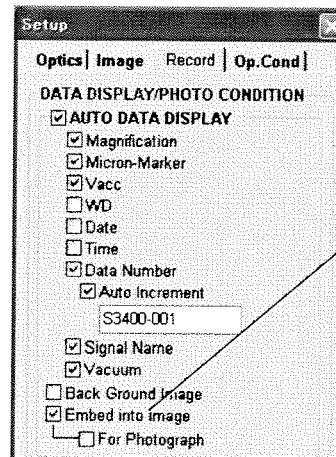 Setup
Optics Image Record Op.Cond
DATA DISPLAY/PHOTO CONDITION
AUTO DATA DISPLAY
Magnification
Micron-Marker
Vacc
WD
Date
Time
Data Number
Auto Increment
S3400-001
Signal Name
Vacuum
Back Ground Image
Embed into Image
For Photograph